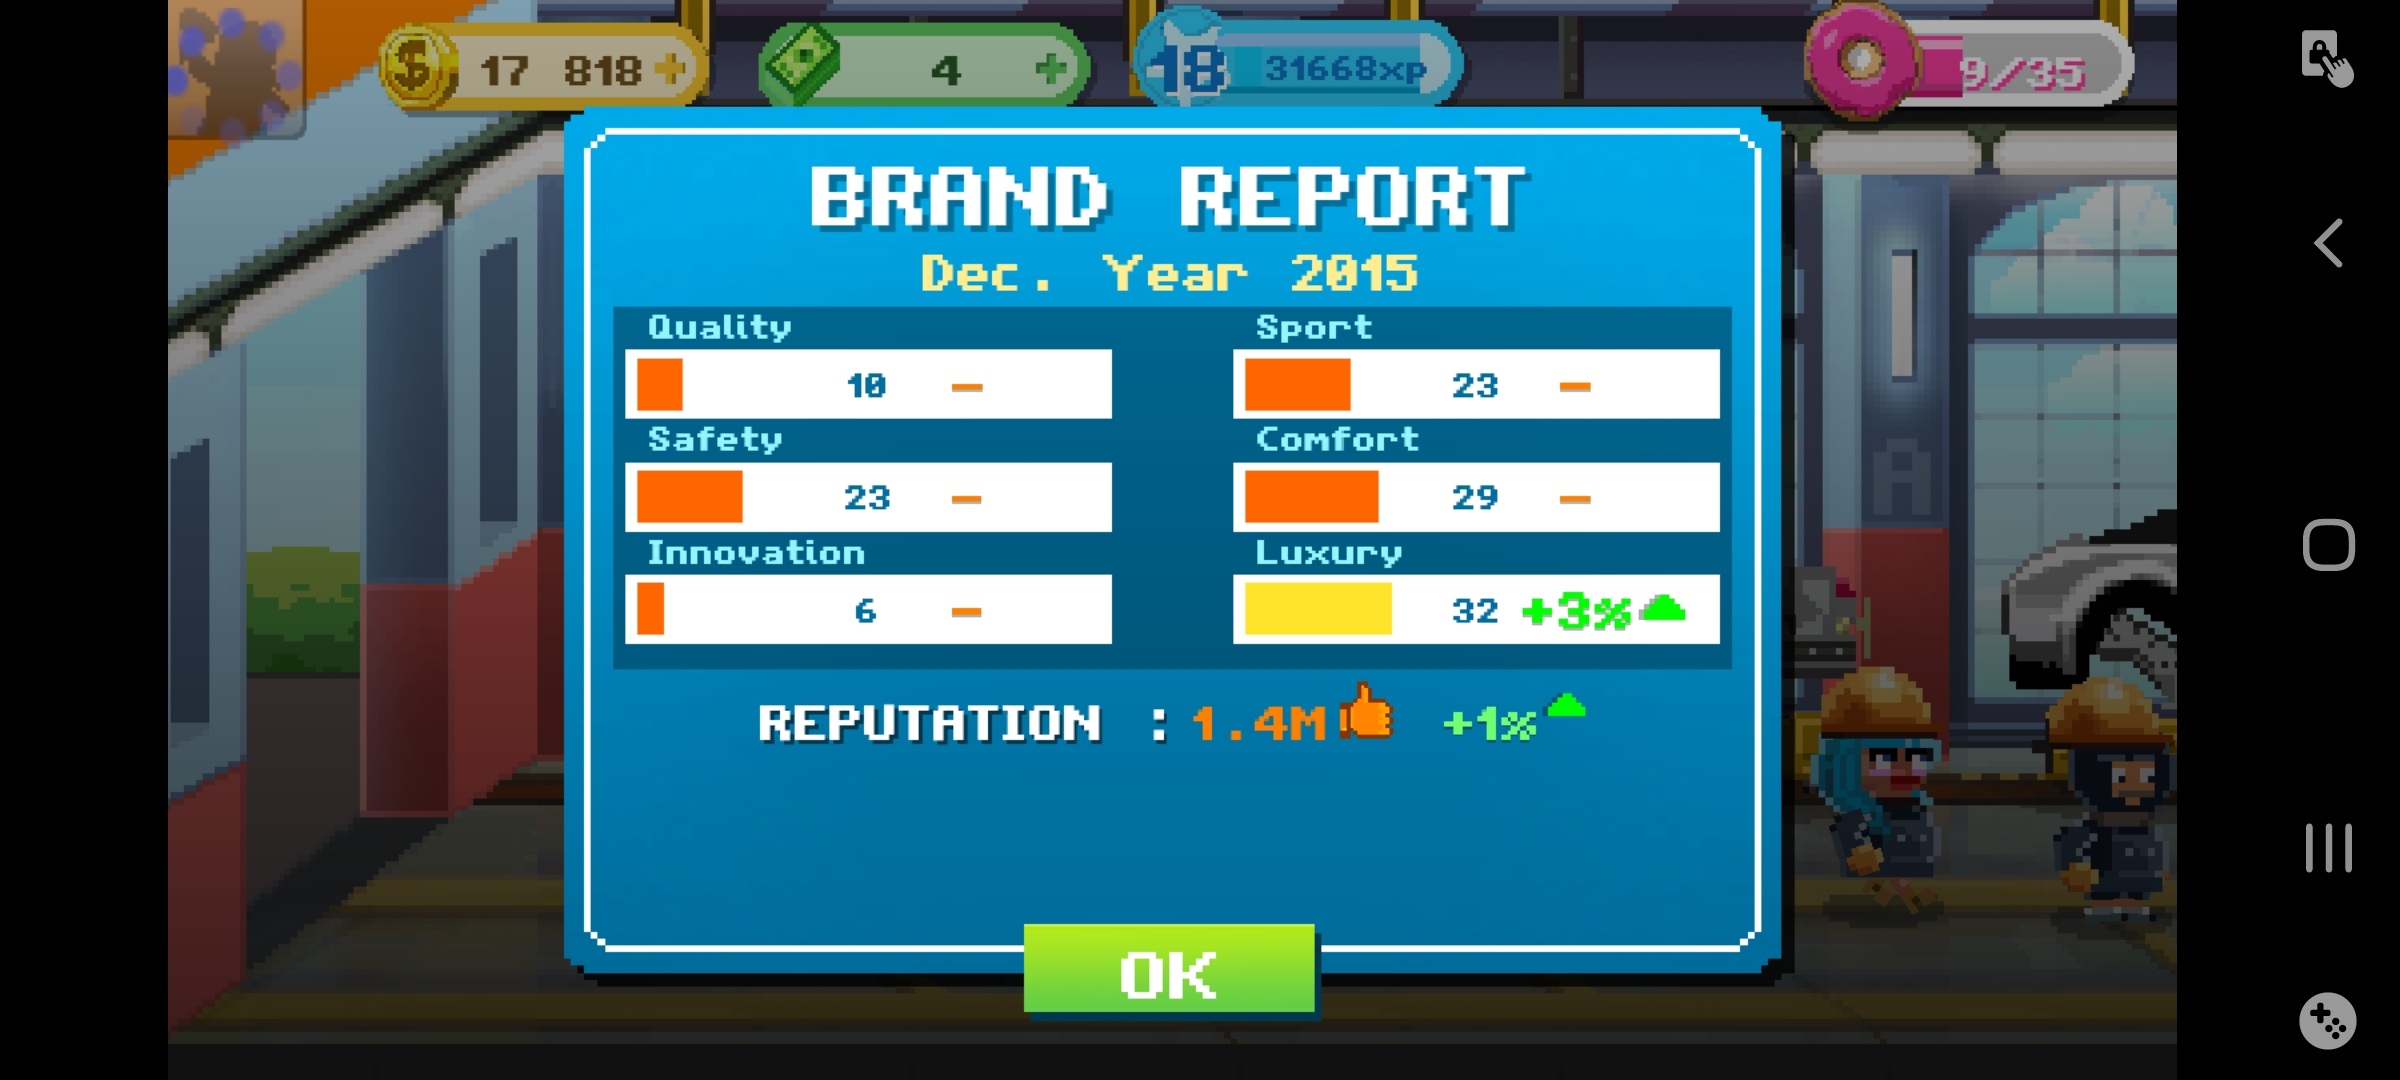 17 818 +
4 +
18 31668xp
9/35
BRAND REPORT
Dec. Year 2015
Quality
Sport
10 -
23 -
Safety
Comfort
23 -
29 -
Innovation
Luxury
6 -
32 +3%
REPUTATION : 1.4M +1%
OK